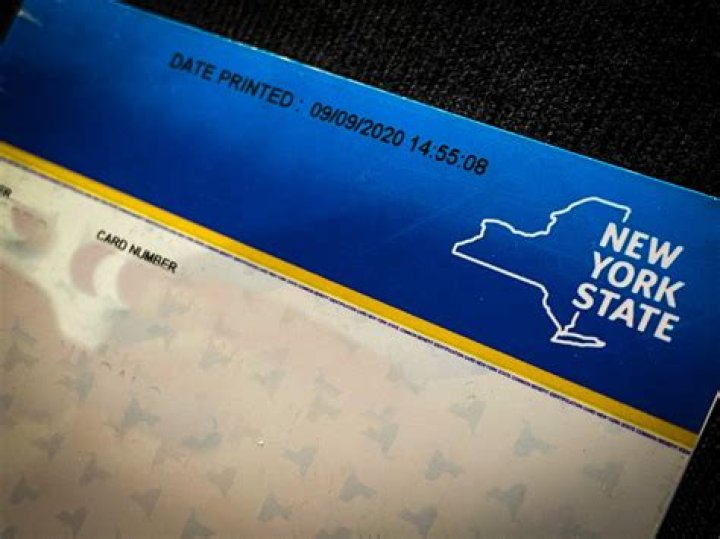 DATE PRINTED : 09/09/2020 14:55:08
NEW
YORK
STATE
CARD NUMBER